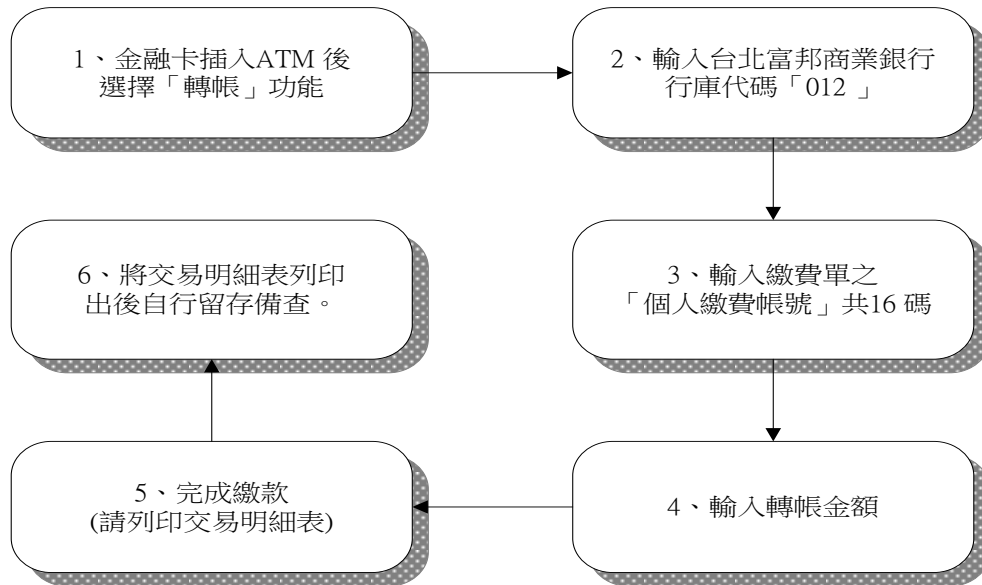 1、金融卡插入ATM 後
選擇「轉帳」功能
2、輸入台北富邦商業銀行
行庫代碼「012 」
3、輸入繳費單之
「個人繳費帳號」共16 碼
4、輸入轉帳金額
5、完成繳款
(請列印交易明細表)
6、將交易明細表列印
出後自行留存備查。